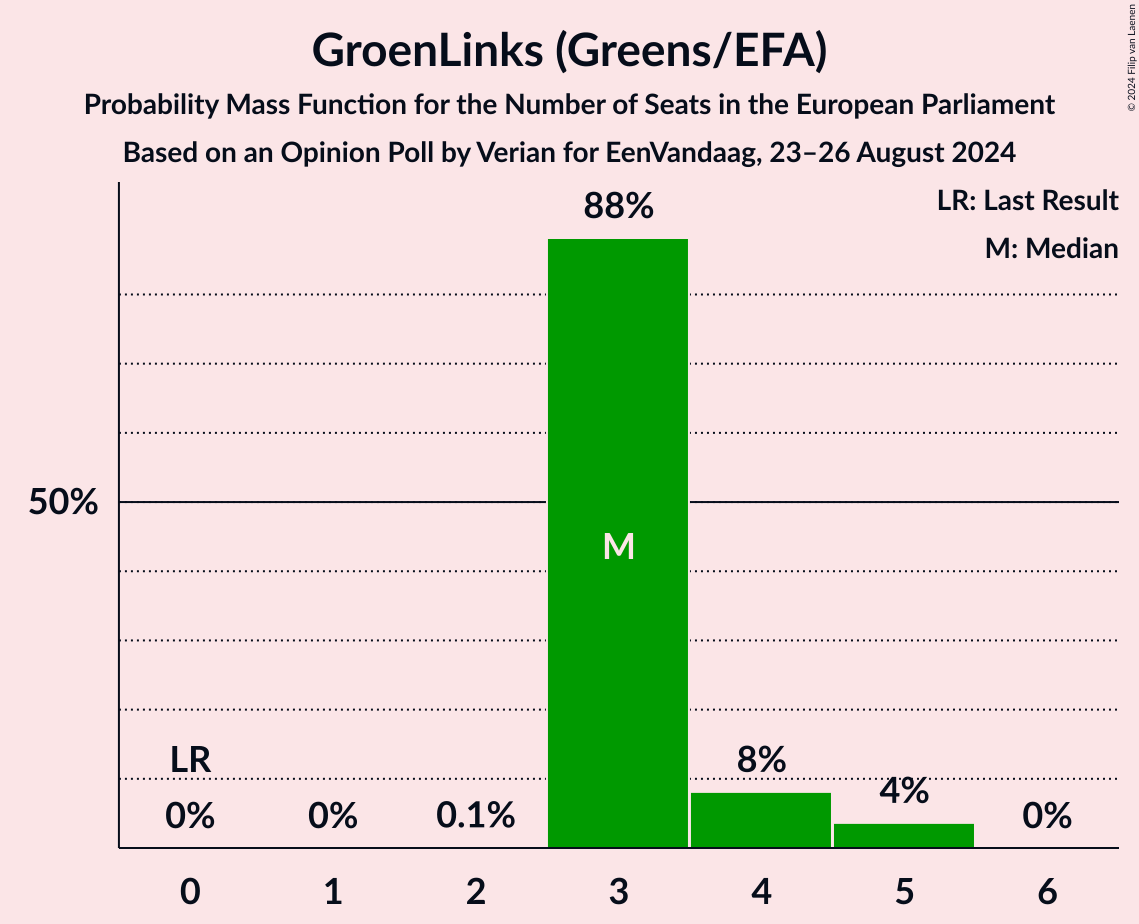 GroenLinks (Greens/EFA)
Probability Mass Function for the Number of Seats in the European Parliament
Based on an Opinion Poll by Verian for EenVandaag, 23–26 August 2024
© 2024 Filip van Laenen
LR: Last Result
M: Median
88%
50%
M
LR
8%
4%
0%
0%
0.1%
0%
0
1
2
3
4
5
6